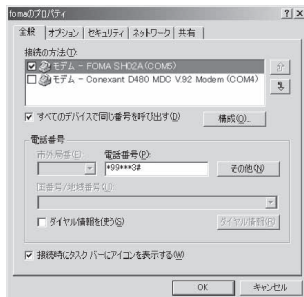 fomaのプロパティ ? ×
全般 オプション セキュリティ ネットワーク 共有
接続の方法(T):
モデム - FOMA SH02A(COM5)
モデム - Conexant D480 MDC V.92 Modem (COM4)
すべてのデバイスで同じ番号を呼び出す(D) 構成(O)...
電話番号
市外局番(E): 電話番号(P):
*99***3# その他(N)
国番号/地域番号(U):
ダイヤル情報を使う(S) ダイヤル情報(R)
接続時にタスク バーにアイコンを表示する(W)
OK キャンセル